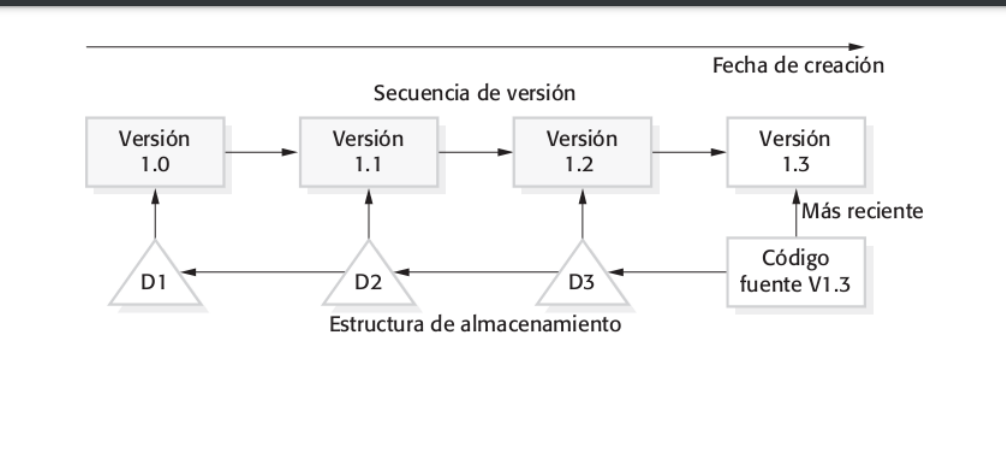 Fecha de creación
Secuencia de versión
Versión
1.0
Versión
1.1
Versión
1.2
Versión
1.3
Más reciente
D1
D2
D3
Código
fuente V1.3
Estructura de almacenamiento